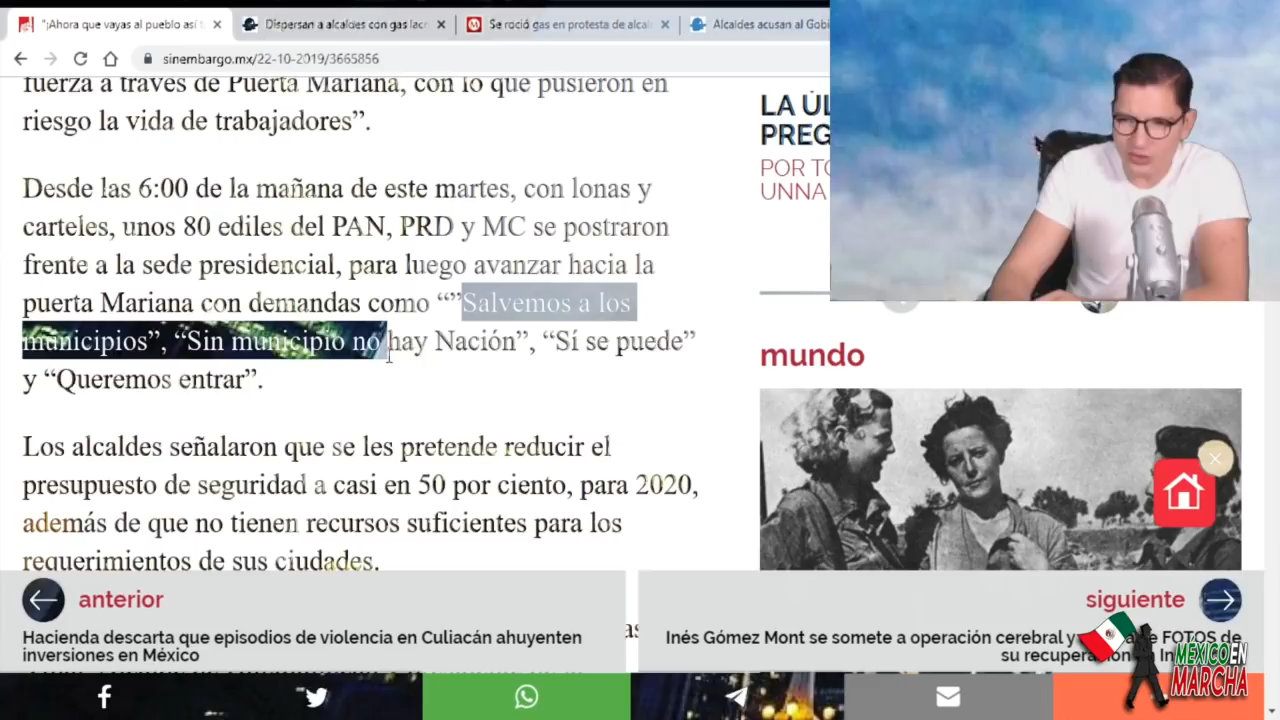 "¡Ahora que vayas al pueblo así t
Dispersan a alcaldes con gas lacr
Se roció gas en protesta de alcal
Alcaldes acusan al Gobi
sinembargo.mx/22-10-2019/3665856
fuerza a través de Puerta Mariana, con lo que pusieron en
riesgo la vida de trabajadores”.
Desde las 6:00 de la mañana de este martes, con lonas y
carteles, unos 80 ediles del PAN, PRD y MC se postraron
frente a la sede presidencial, para luego avanzar hacia la
puerta Mariana con demandas como “”Salvemos a los
municipios”, “Sin municipio no hay Nación”, “Sí se puede”
y “Queremos entrar”.
Los alcaldes señalaron que se les pretende reducir el
presupuesto de seguridad a casi en 50 por ciento, para 2020,
además de que no tienen recursos suficientes para los
requerimientos de sus ciudades.
LA ÚL
PREG
POR TO
UNNA
mundo
anterior
Hacienda descarta que episodios de violencia en Culiacán ahuyenten
inversiones en México
siguiente
Inés Gómez Mont se somete a operación cerebral y FOTOS de
su recuperación
MÉXICO EN
MARCHA